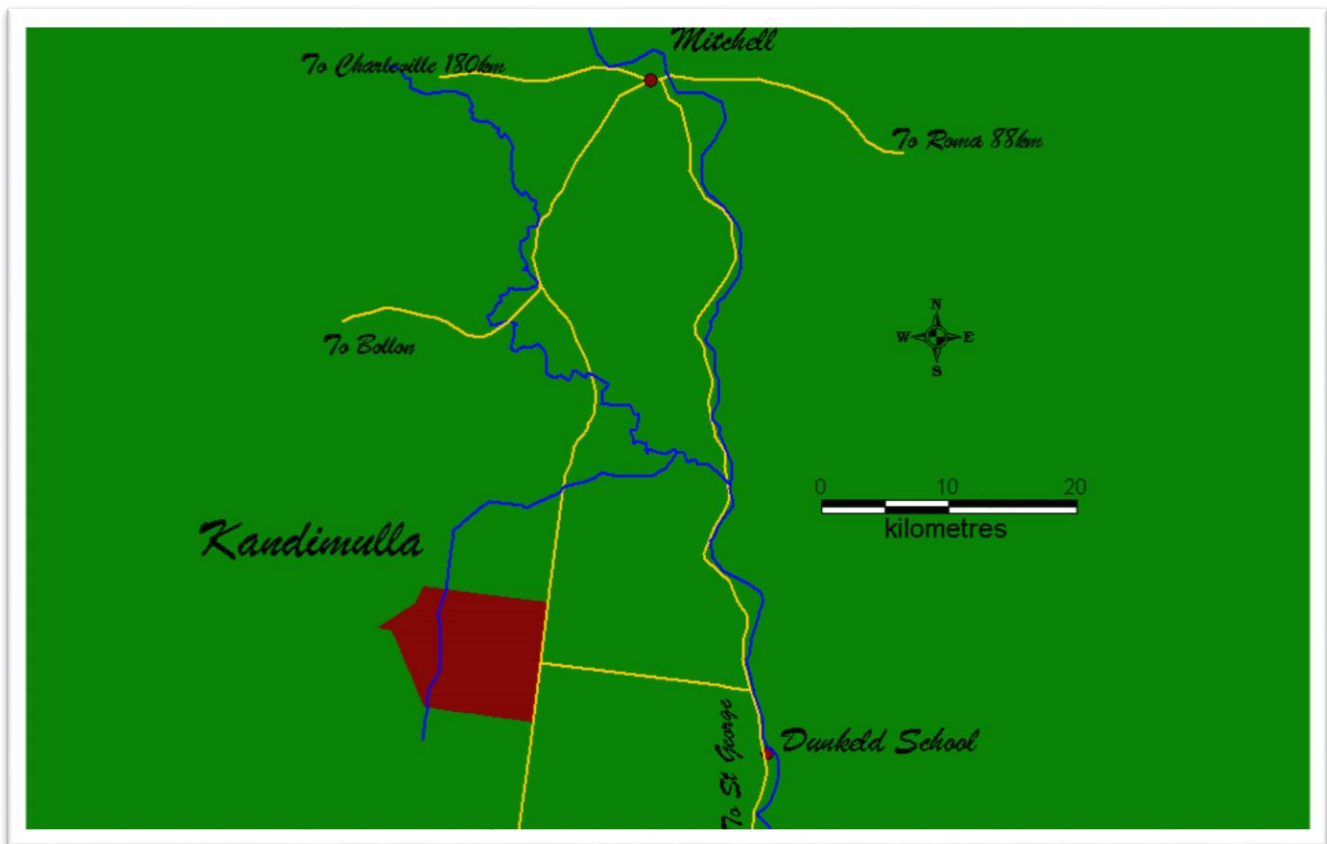 Mitchell
To Charleville 180km
To Roma 88km
N
W E
S
To Bollon
0 10 20
kilometres
Kandimulla
To St George
Dunkeld School